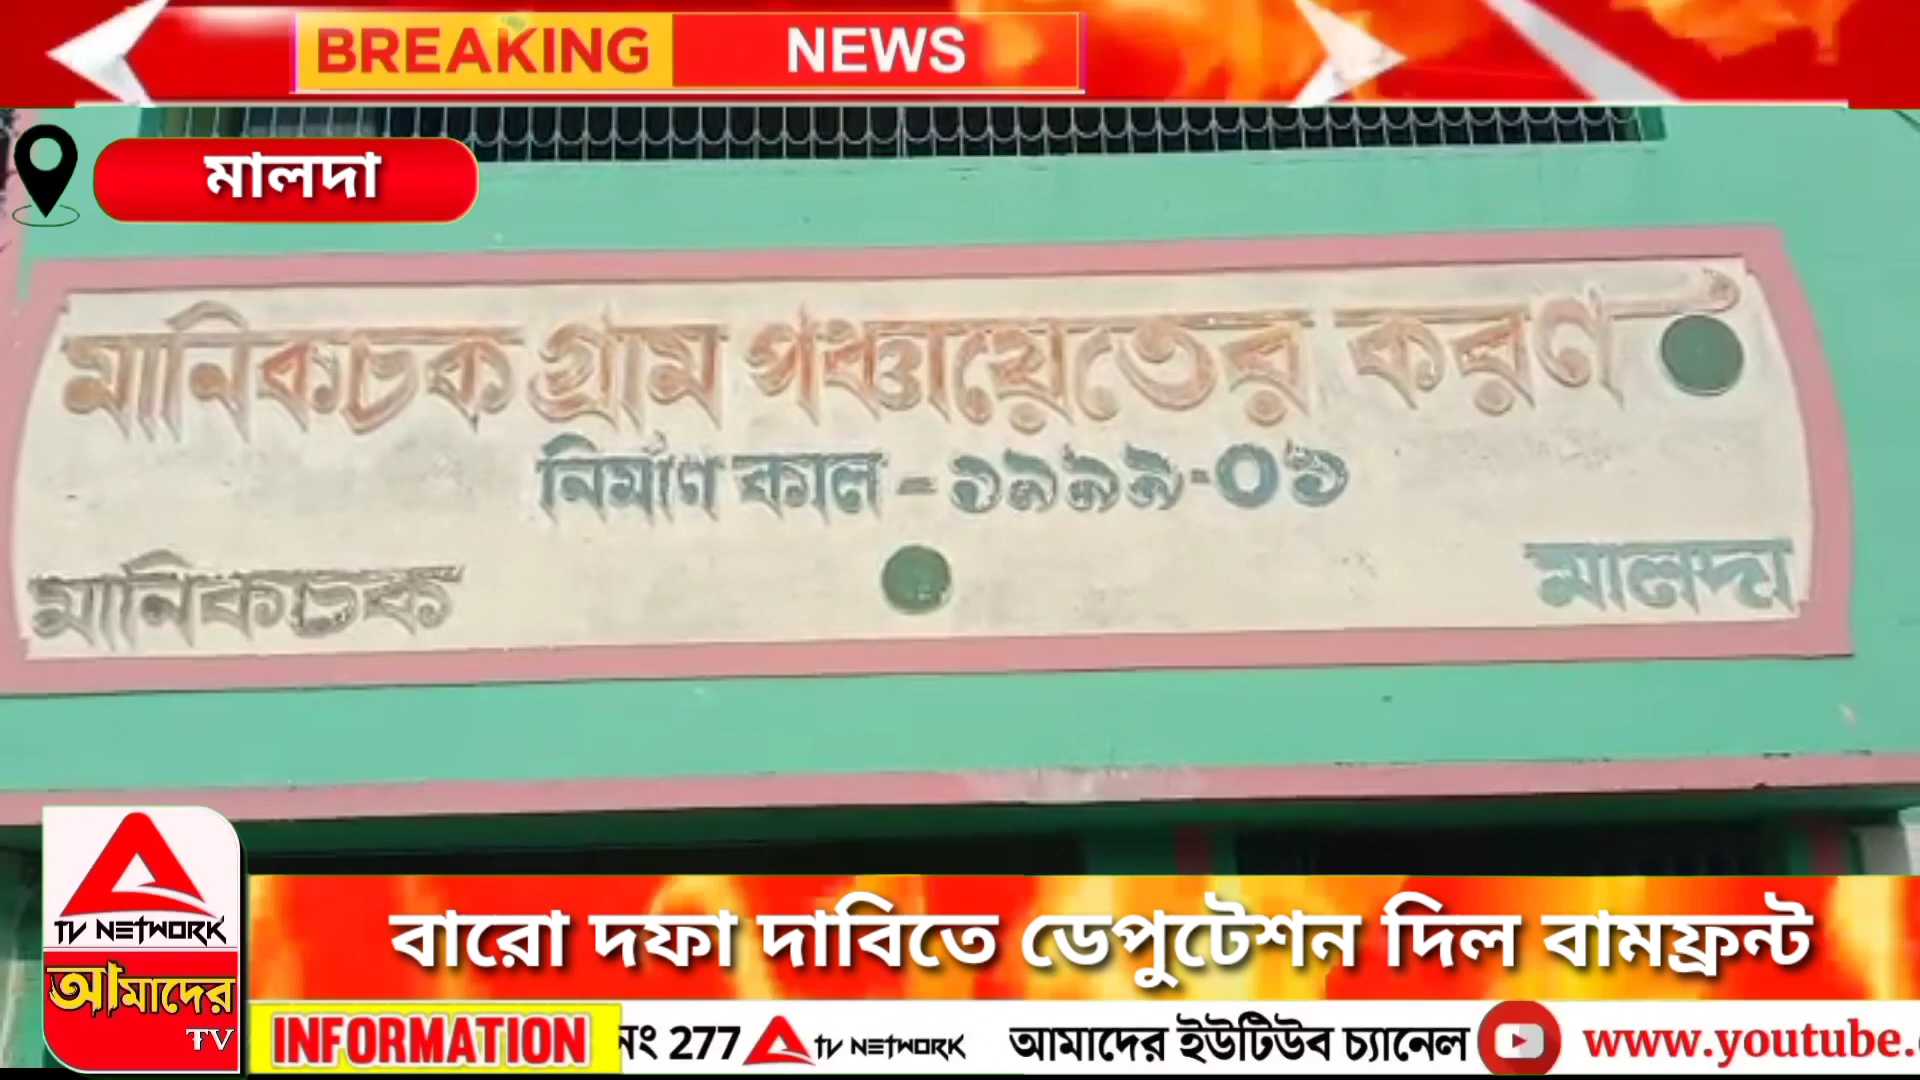 BREAKING NEWS
মালদা
মানিকচক গ্রাম পঞ্চায়েতের করণ
নির্মাণ কাল - ১৯৯৯-০১
মানিকচক
মালদা
TV NETWORK
আমাদের
TV
বারো দফা দাবিতে ডেপুটেশন দিল বামফ্রন্ট
INFORMATION
নং 277 TV NETWORK আমাদের ইউটিউব চ্যানেল www.youtube.